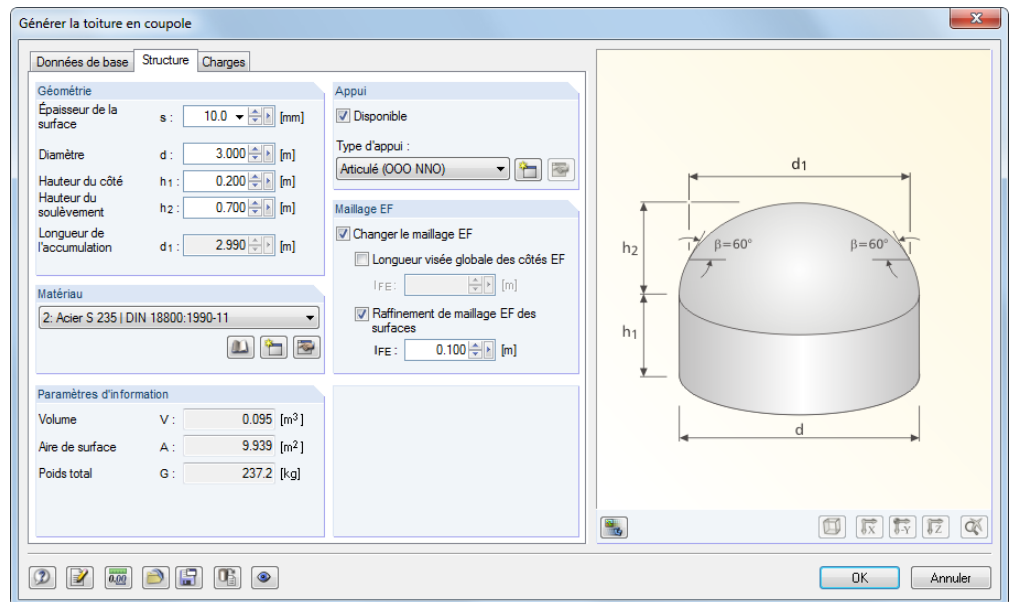 Générer la toiture en coupole
Données de base Structure Charges
Géométrie
Épaisseur de la surface s : 10.0 [mm]
Diamètre d : 3.000 [m]
Hauteur du côté h1 : 0.200 [m]
Hauteur du soulèvement h2 : 0.700 [m]
Longueur de l'accumulation d1 : 2.990 [m]
Matériau
2: Acier S 235 | DIN 18800:1990-11
Paramètres d'information
Volume V : 0.095 [m3]
Aire de surface A : 9.939 [m2]
Poids total G : 237.2 [kg]
Appui
Disponible
Type d'appui :
Articulé (OOO NNO)
Maillage EF
Changer le maillage EF
Longueur visée globale des côtés EF
lFE: [m]
Raffinement de maillage EF des
surfaces
lFE : 0.100 [m]
d1
h2
β=60° β=60°
h1
d
X -Y Z
0.00
OK Annuler